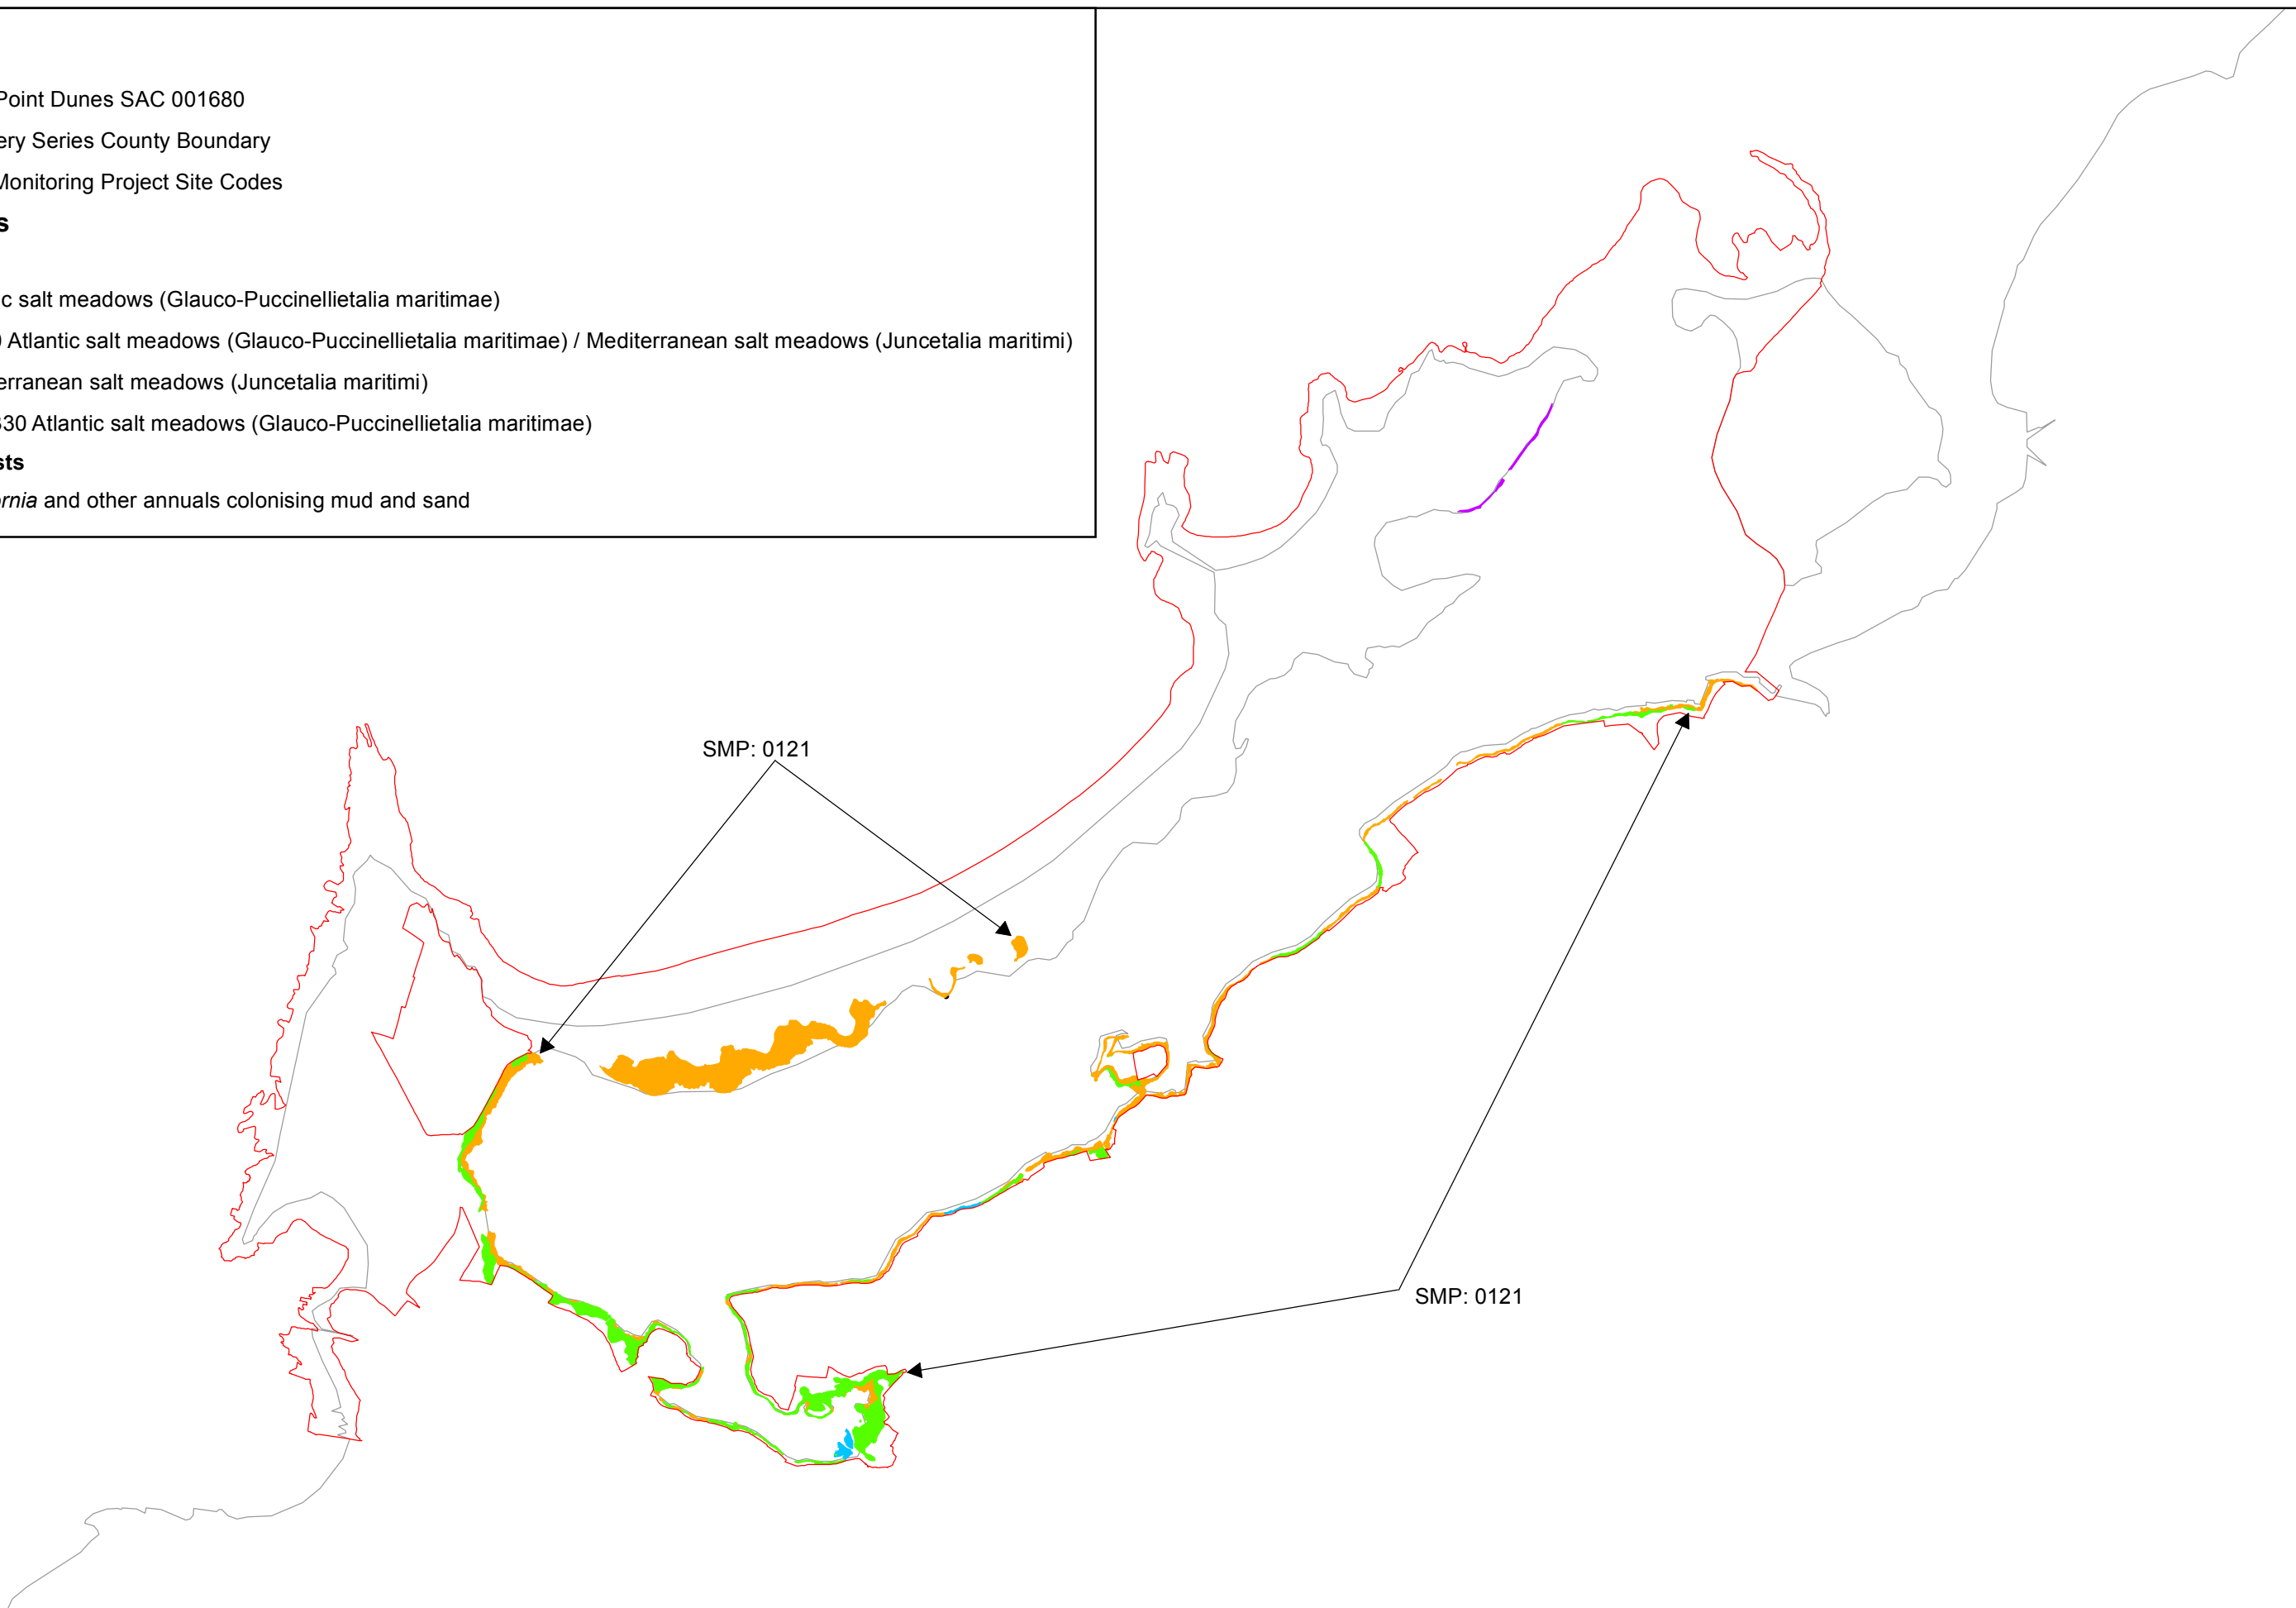 Point Dunes SAC 001680
ery Series County Boundary
Monitoring Project Site Codes
s
c salt meadows (Glauco-Puccinellietalia maritimae)
) Atlantic salt meadows (Glauco-Puccinellietalia maritimae) / Mediterranean salt meadows (Juncetalia maritimi)
erranean salt meadows (Juncetalia maritimi)
330 Atlantic salt meadows (Glauco-Puccinellietalia maritimae)
sts
ornia and other annuals colonising mud and sand
SMP: 0121
SMP: 0121